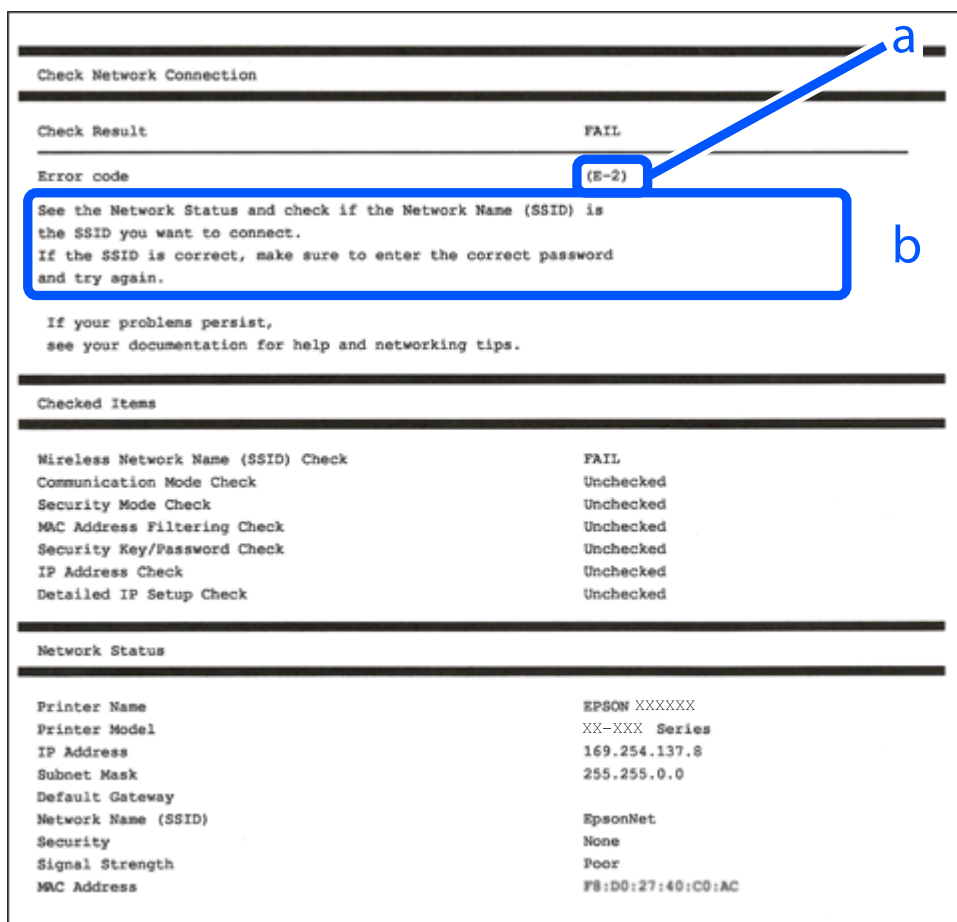 a
Check Network Connection
Check Result FAIL
Error code (E-2)
See the Network Status and check if the Network Name (SSID) is
the SSID you want to connect.
If the SSID is correct, make sure to enter the correct password
and try again.
b
If your problems persist,
see your documentation for help and networking tips.
Checked Items
Wireless Network Name (SSID) Check FAIL
Communication Mode Check Unchecked
Security Mode Check Unchecked
MAC Address Filtering Check Unchecked
Security Key/Password Check Unchecked
IP Address Check Unchecked
Detailed IP Setup Check Unchecked
Network Status
Printer Name EPSON XXXXXX
Printer Model XX-XXX Series
IP Address 169.254.137.8
Subnet Mask 255.255.0.0
Default Gateway
Network Name (SSID) EpsonNet
Security None
Signal Strength Poor
MAC Address F8:D0:27:40:C0:AC